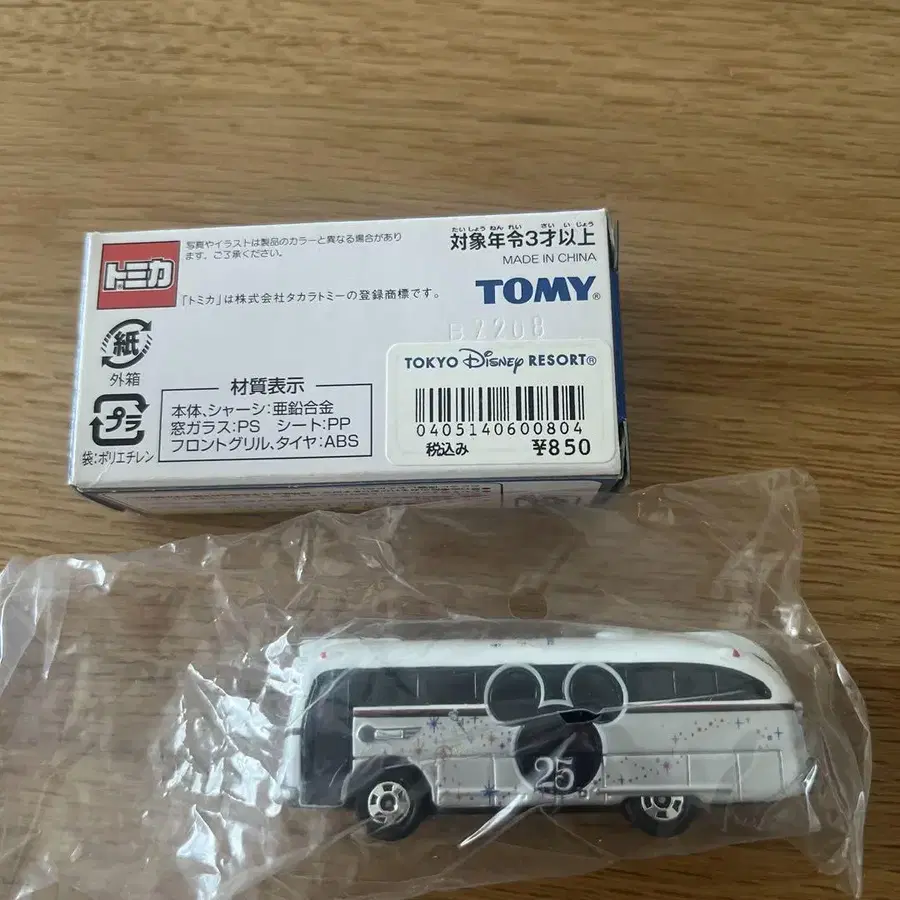 トミカ
写真やイラストは製品のカラーと異なる場合があり
ます。ご了承ください。
「トミカ」は株式会社タカラトミーの登録商標です。
たいしょうねんれい さいいじょう
対象年令3才以上
MADE IN CHINA
TOMY®
紙
外箱
プラ
袋:ポリエチレン
材質表示
本体、シャーシ:亜鉛合金
窓ガラス:PS シート:PP
フロントグリル、タイヤ:ABS
TOKYO Disney RESORT®
0405140600804
税込み ¥850
25